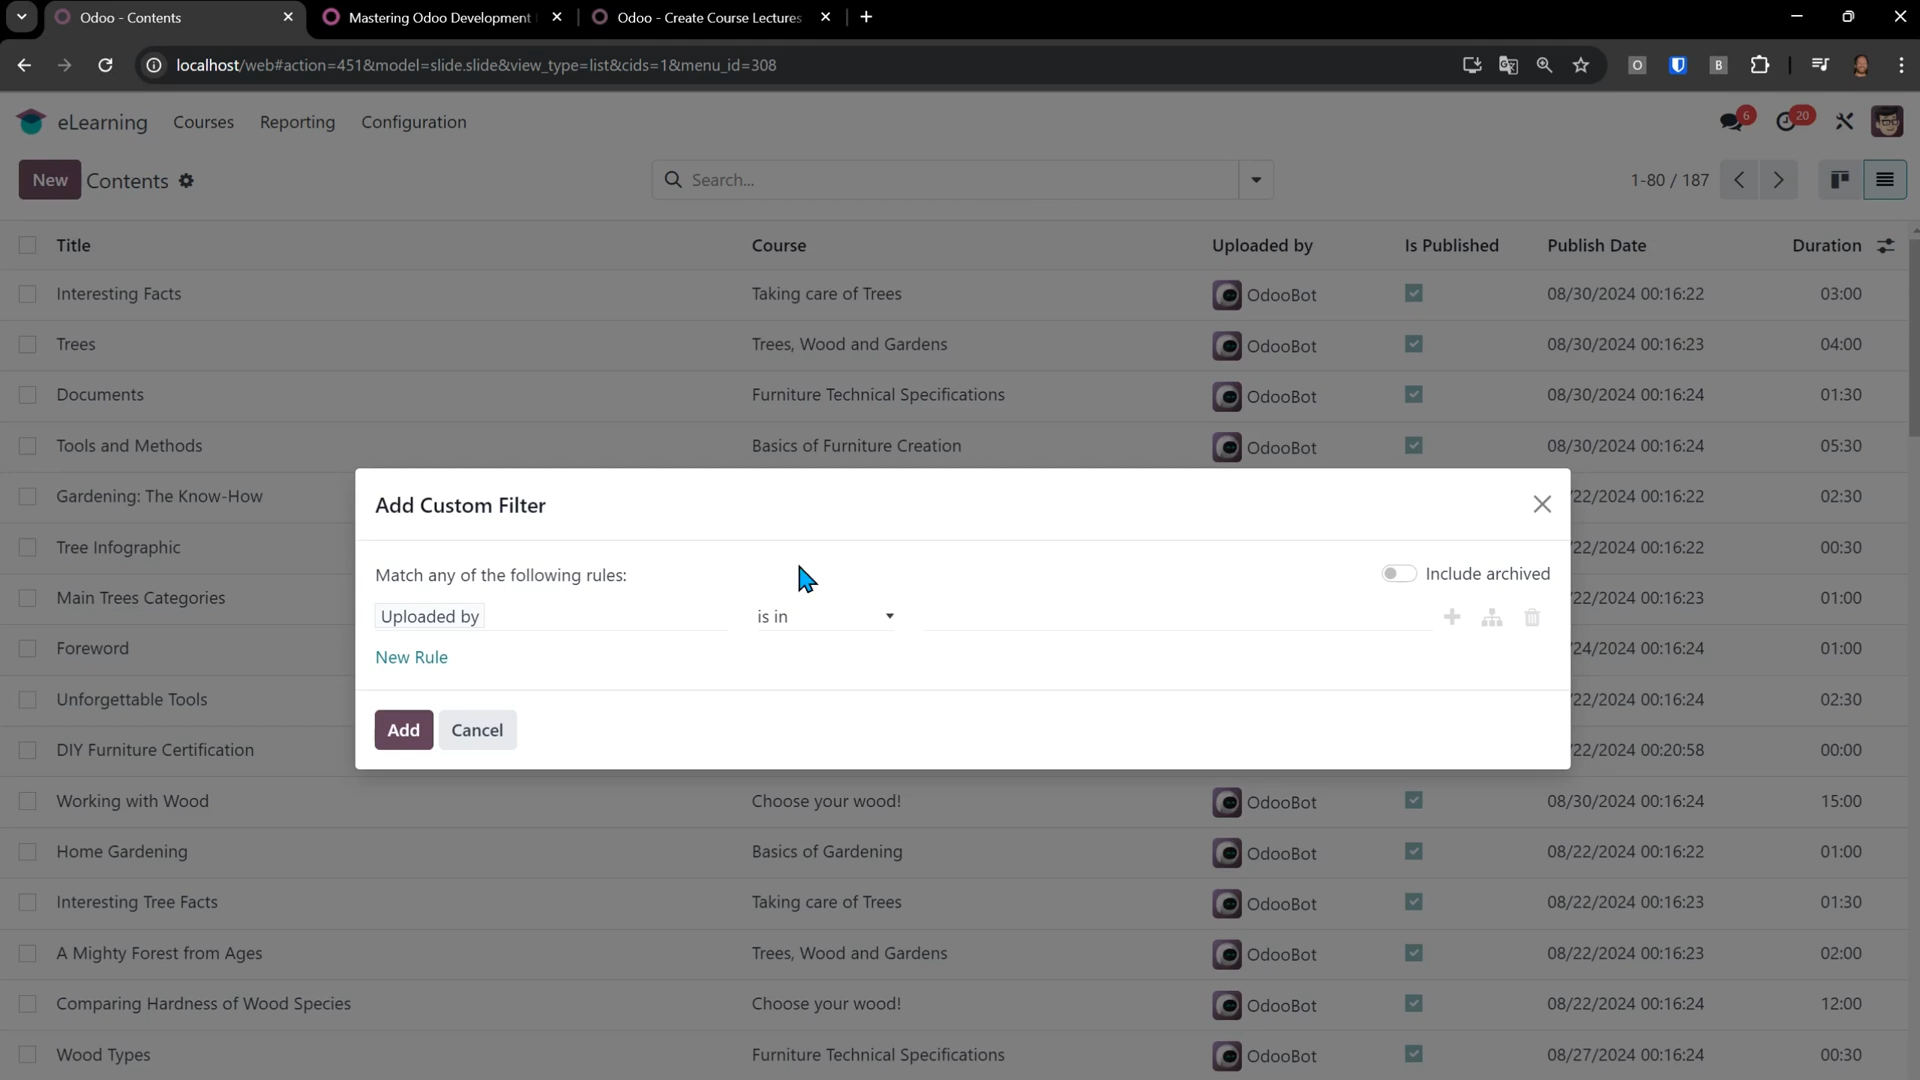 Odoo - Contents
Mastering Odoo Development
Odoo - Create Course Lectures
localhost/web#action=451&model=slide.slide&view_type=list&cids=1&menu_id=308
O
B
eLearning
Courses
Reporting
Configuration
6
20
New
Contents
Search...
1-80 / 187
Title Course Uploaded by Is Published Publish Date Duration
Interesting Facts Taking care of Trees OdooBot 08/30/2024 00:16:22 03:00
Trees Trees, Wood and Gardens OdooBot 08/30/2024 00:16:23 04:00
Documents Furniture Technical Specifications OdooBot 08/30/2024 00:16:24 01:30
Tools and Methods Basics of Furniture Creation OdooBot 08/30/2024 00:16:24 05:30
Gardening: The Know-How /22/2024 00:16:22 02:30
Add Custom Filter
Tree Infographic /22/2024 00:16:22 00:30
Match any of the following rules:
Include archived
Main Trees Categories /22/2024 00:16:23 01:00
Uploaded by is in
Foreword /24/2024 00:16:24 01:00
New Rule
Unforgettable Tools /22/2024 00:16:24 02:30
Add
Cancel
DIY Furniture Certification /22/2024 00:20:58 00:00
Working with Wood Choose your wood! OdooBot 08/30/2024 00:16:24 15:00
Home Gardening Basics of Gardening OdooBot 08/22/2024 00:16:22 01:00
Interesting Tree Facts Taking care of Trees OdooBot 08/22/2024 00:16:23 01:30
A Mighty Forest from Ages Trees, Wood and Gardens OdooBot 08/22/2024 00:16:23 02:00
Comparing Hardness of Wood Species Choose your wood! OdooBot 08/22/2024 00:16:24 12:00
Wood Types Furniture Technical Specifications OdooBot 08/27/2024 00:16:24 00:30